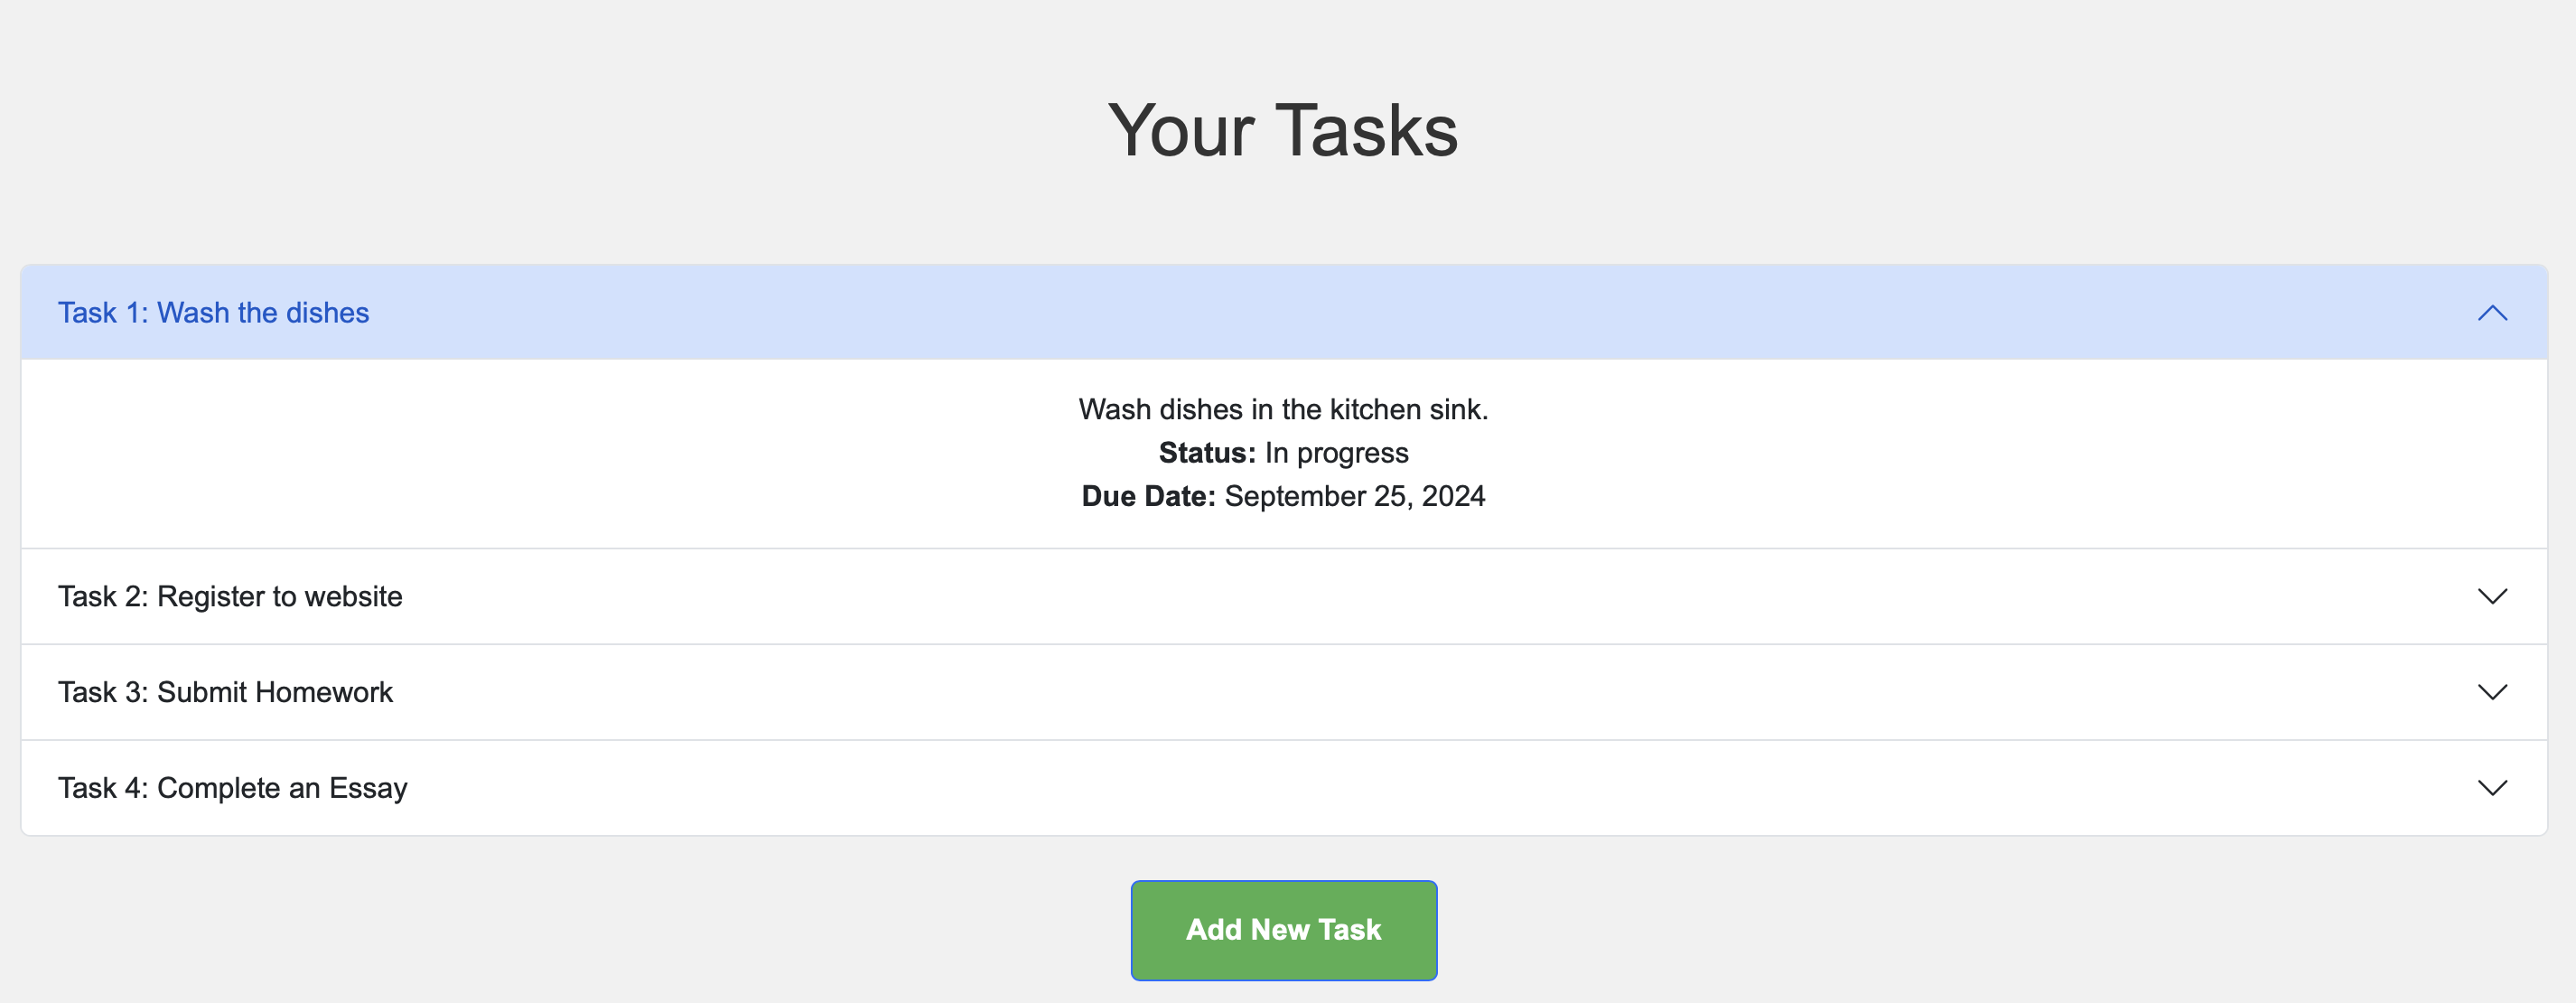 Your Tasks
Task 1: Wash the dishes
Wash dishes in the kitchen sink.
Status: In progress
Due Date: September 25, 2024
Task 2: Register to website
Task 3: Submit Homework
Task 4: Complete an Essay
Add New Task